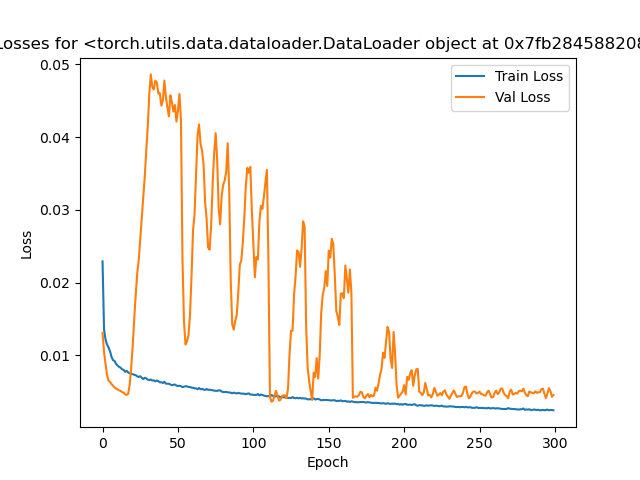 Losses for <torch.utils.data.dataloader.DataLoader object at 0x7fb284588208
Train Loss
Val Loss
0.05
0.04
0.03
0.02
0.01
Loss
0
50
100
150
200
250
300
Epoch